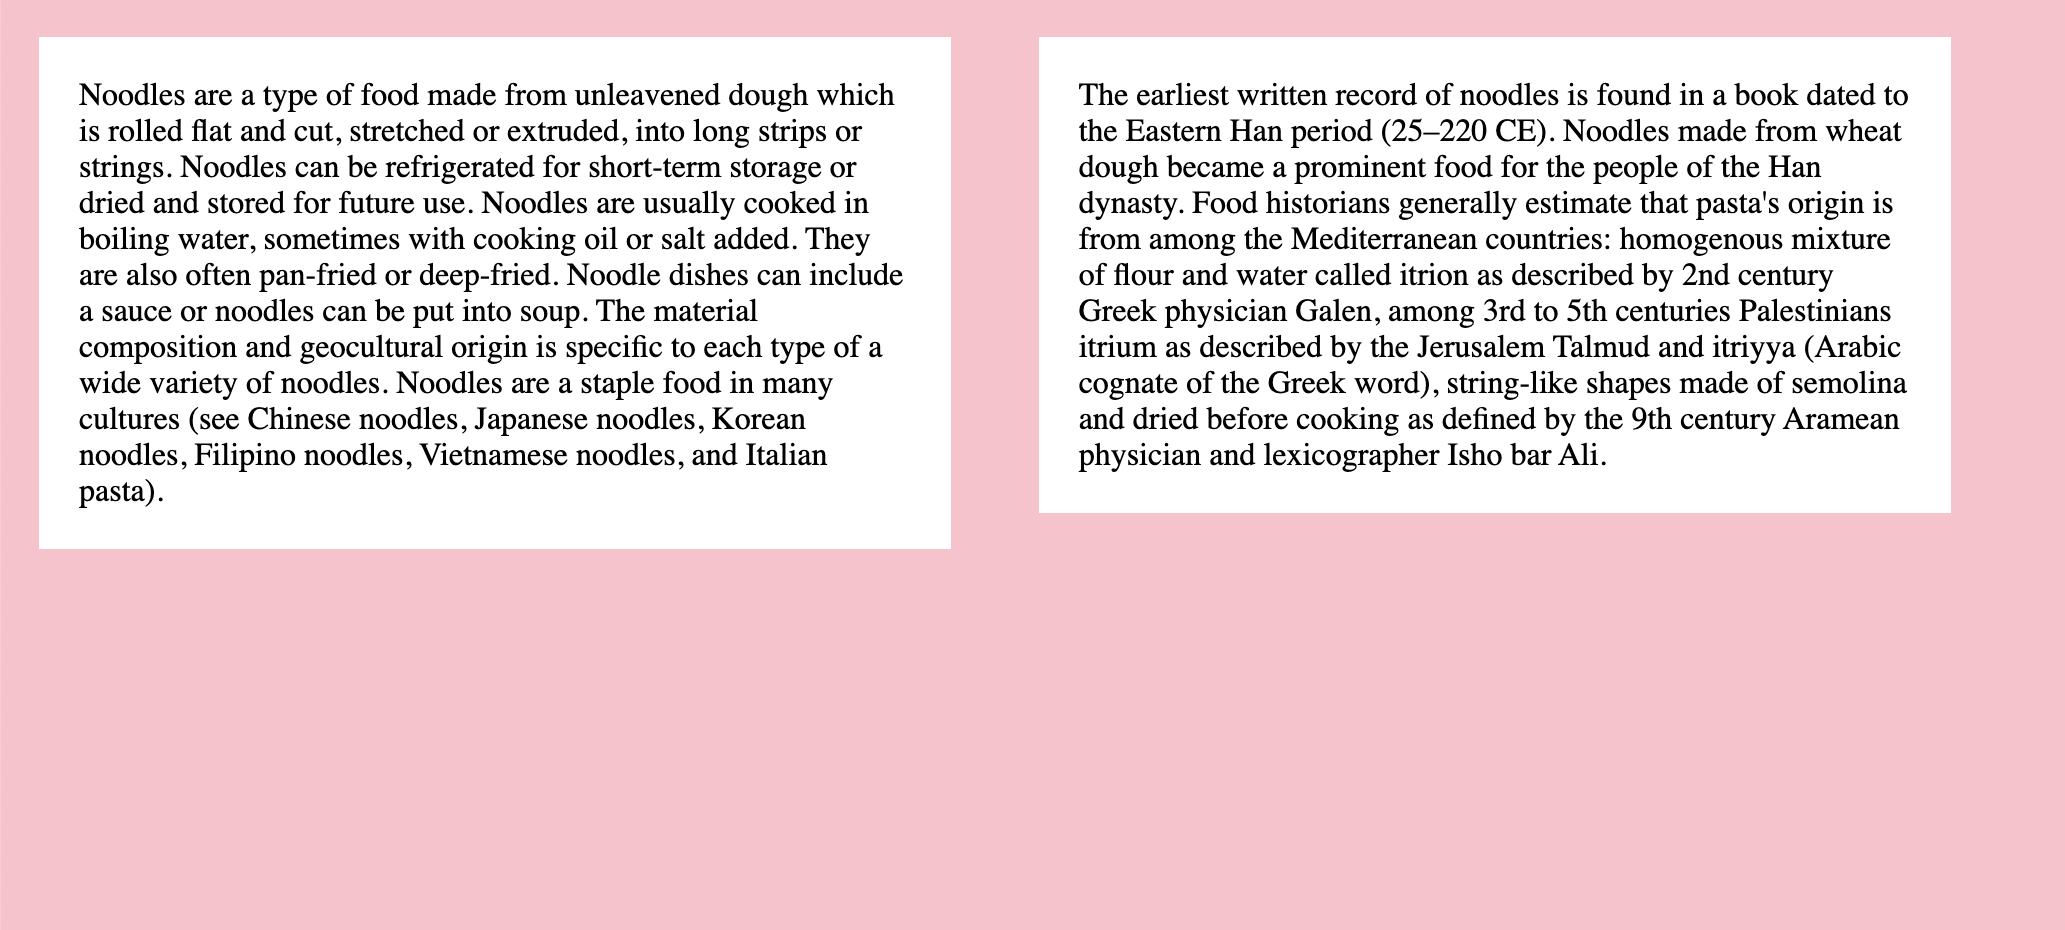 Noodles are a type of food made from unleavened dough which
is rolled flat and cut, stretched or extruded, into long strips or
strings. Noodles can be refrigerated for short-term storage or
dried and stored for future use. Noodles are usually cooked in
boiling water, sometimes with cooking oil or salt added. They
are also often pan-fried or deep-fried. Noodle dishes can include
a sauce or noodles can be put into soup. The material
composition and geocultural origin is specific to each type of a
wide variety of noodles. Noodles are a staple food in many
cultures (see Chinese noodles, Japanese noodles, Korean
noodles, Filipino noodles, Vietnamese noodles, and Italian
pasta).
The earliest written record of noodles is found in a book dated to
the Eastern Han period (25–220 CE). Noodles made from wheat
dough became a prominent food for the people of the Han
dynasty. Food historians generally estimate that pasta's origin is
from among the Mediterranean countries: homogenous mixture
of flour and water called itrion as described by 2nd century
Greek physician Galen, among 3rd to 5th centuries Palestinians
itrium as described by the Jerusalem Talmud and itriyya (Arabic
cognate of the Greek word), string-like shapes made of semolina
and dried before cooking as defined by the 9th century Aramean
physician and lexicographer Isho bar Ali.